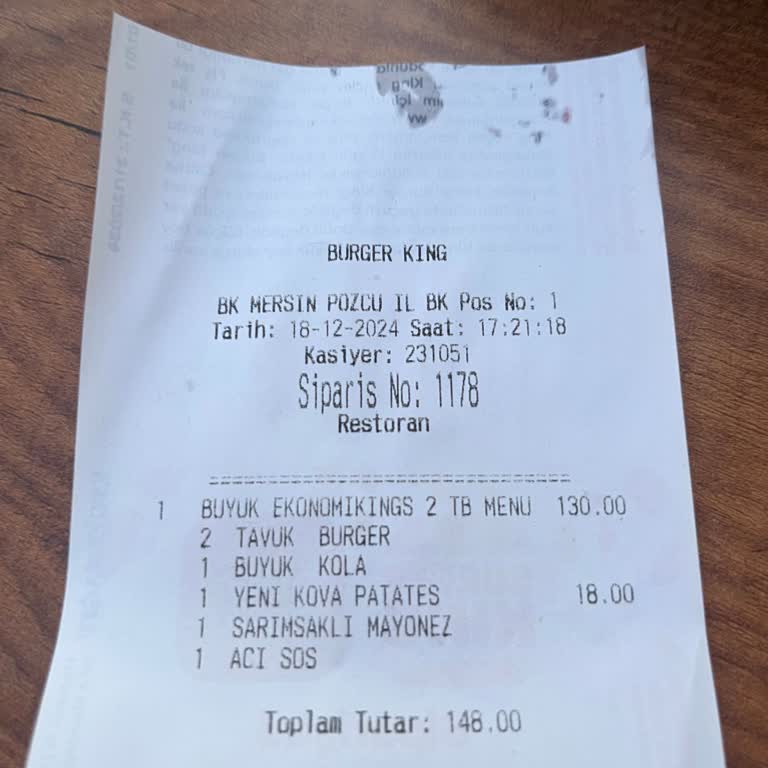 BURGER KING
BK MERSIN POZCU IL BK Pos No: 1
Tarih: 18-12-2024 Saat: 17:21:18
Kasiyer: 231051
Siparis No: 1178
Restoran
1 BUYUK EKONOMIKINGS 2 TB MENU 130.00
2 TAVUK BURGER
1 BUYUK KOLA
1 YENI KOVA PATATES 18.00
1 SARIMSAKLI MAYONEZ
1 ACI SOS
Toplam Tutar: 148.00